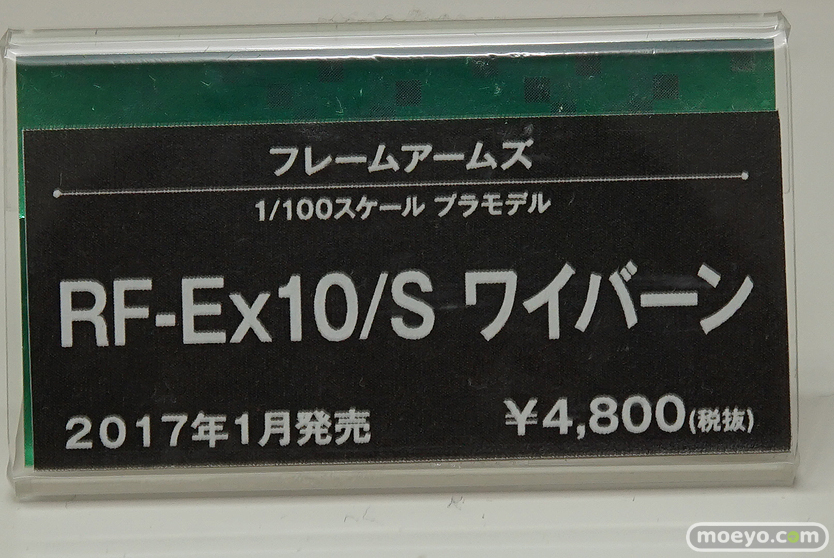 フレームアームズ
1/100スケール プラモデル
RF-Ex10/S ワイバーン
2017年1月発売
¥4,800(税抜)
moeyo.com